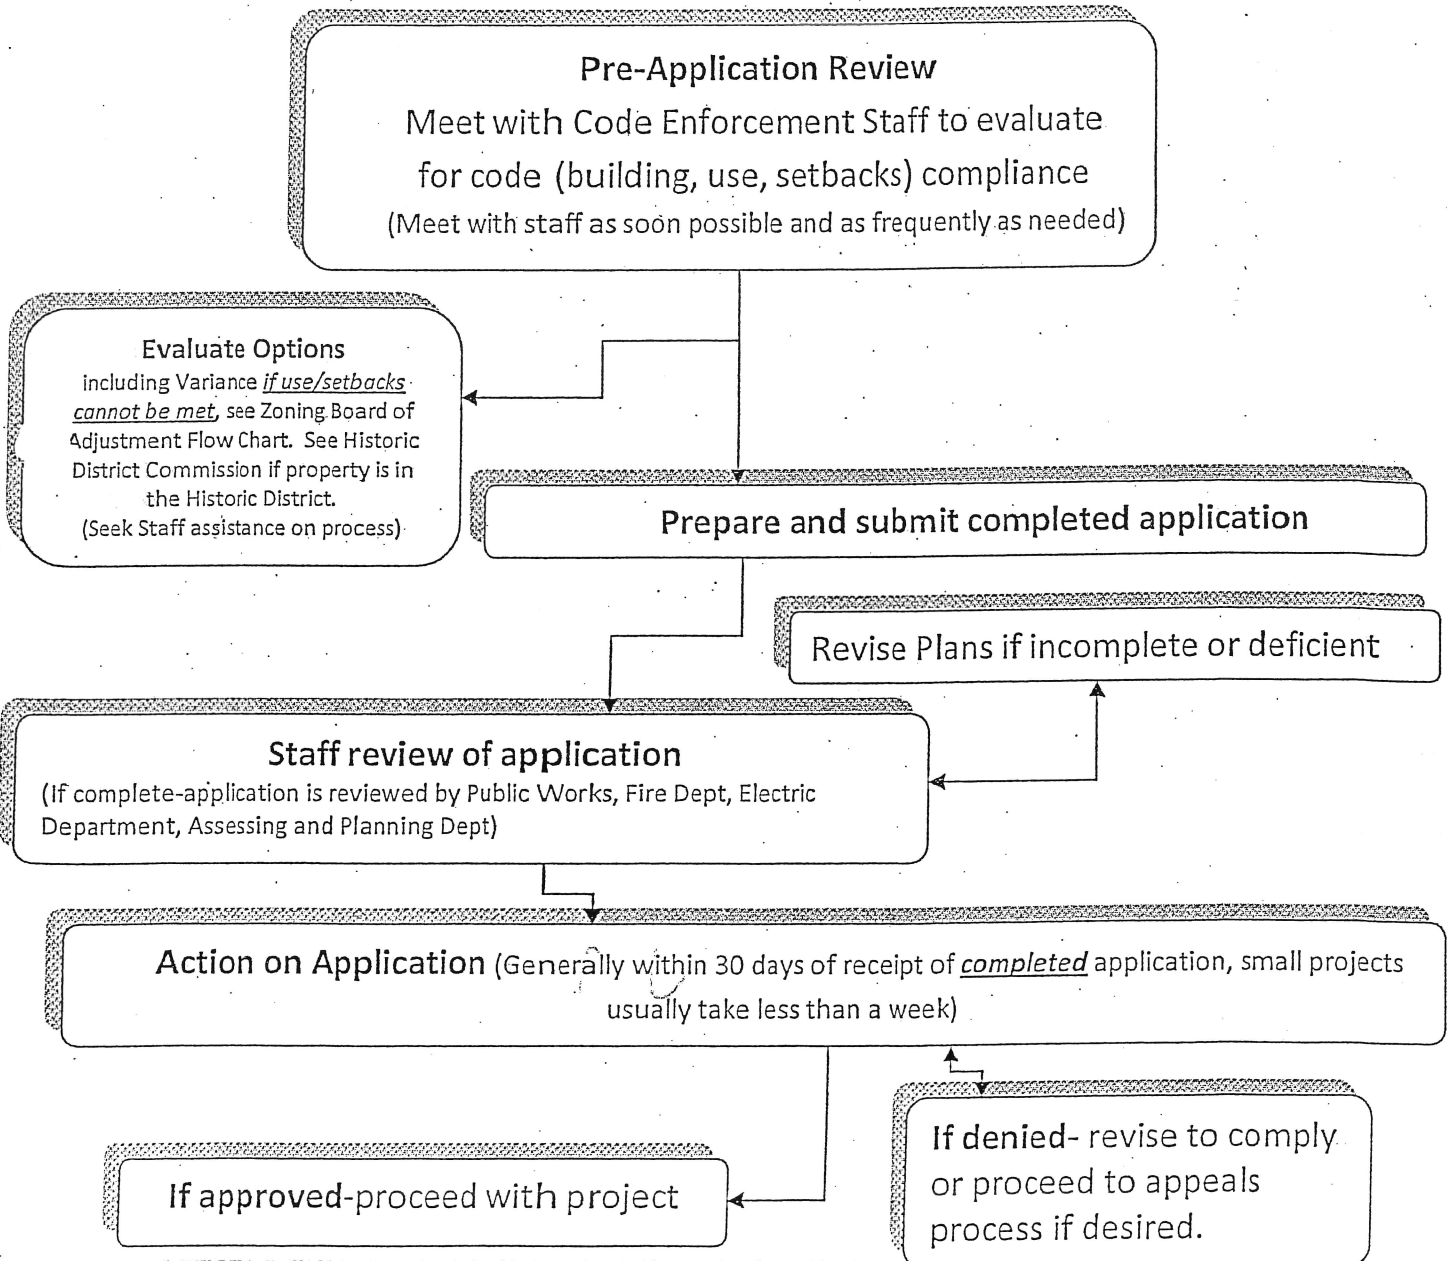 Pre-Application Review
Meet with Code Enforcement Staff to evaluate
for code (building, use, setbacks) compliance
(Meet with staff as soon possible and as frequently as needed)
Evaluate Options
including Variance if use/setbacks
cannot be met, see Zoning Board of
Adjustment Flow Chart. See Historic
District Commission if property is in
the Historic District.
(Seek Staff assistance on process)
Prepare and submit completed application
Revise Plans if incomplete or deficient
Staff review of application
(If complete-application is reviewed by Public Works, Fire Dept, Electric
Department, Assessing and Planning Dept)
Action on Application (Generally within 30 days of receipt of completed application, small projects
usually take less than a week)
If approved-proceed with project
If denied- revise to comply
or proceed to appeals
process if desired.